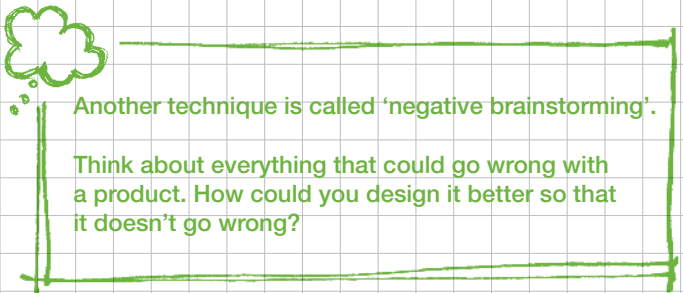 Another technique is called ‘negative brainstorming’.
Think about everything that could go wrong with
a product. How could you design it better so that
it doesn’t go wrong?